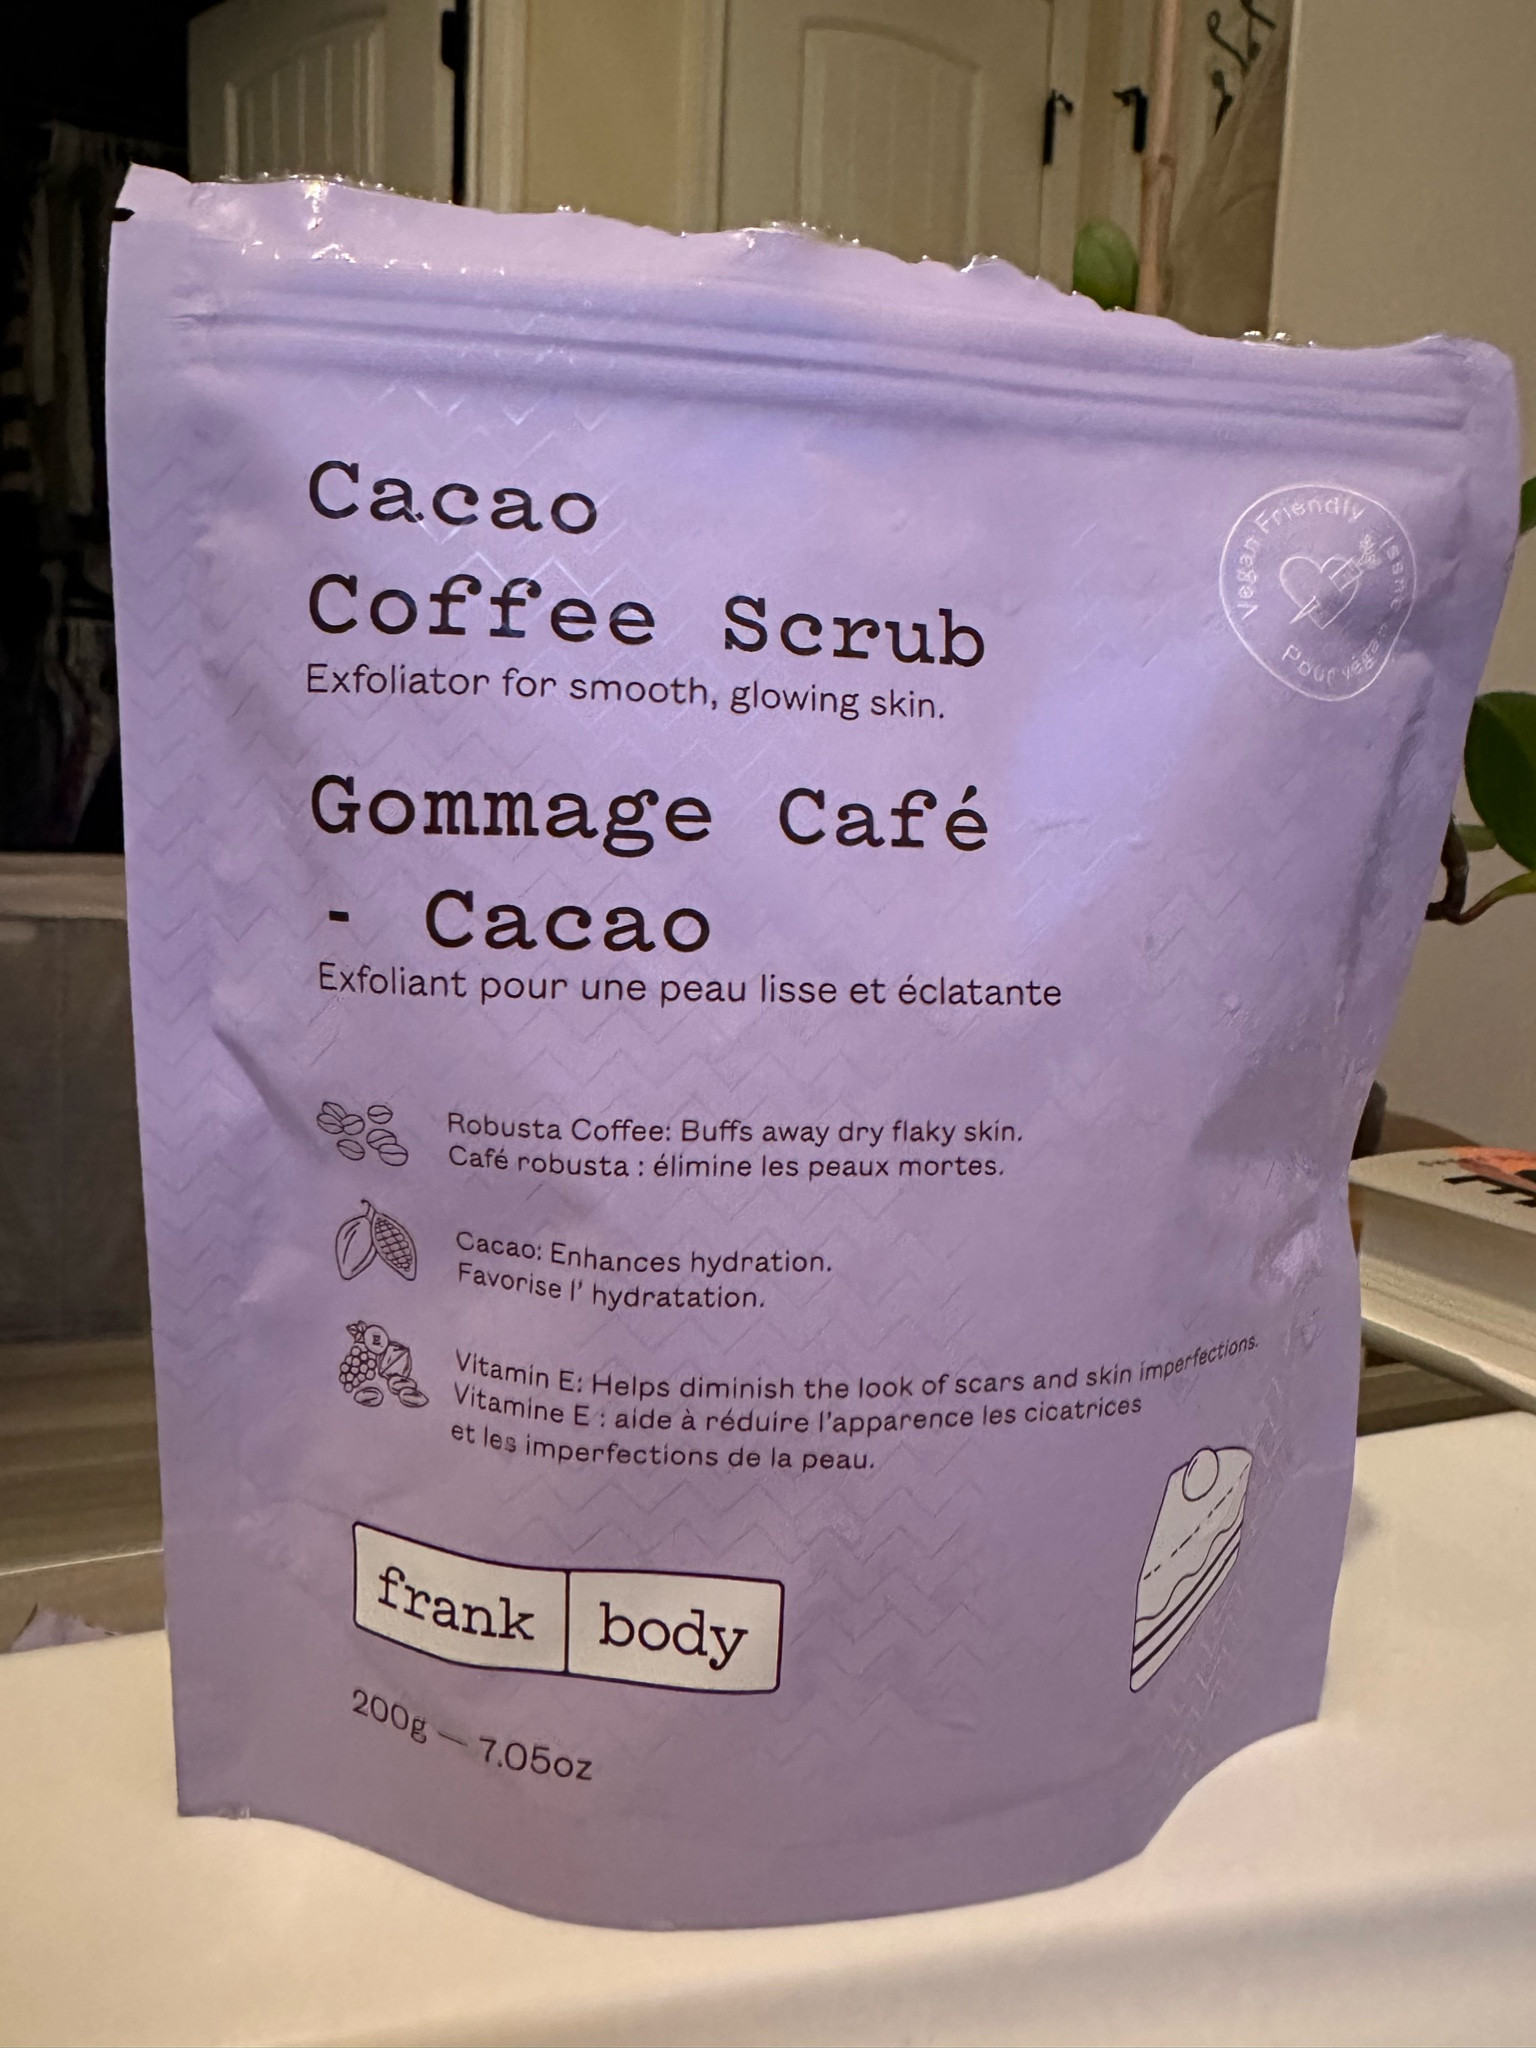 Cacao
Coffee Scrub
Exfoliator for smooth, glowing skin.
Vegan Friendly
Aussi Pour végan
Gommage Café
- Cacao
Exfoliant pour une peau lisse et éclatante
Robusta Coffee: Buffs away dry flaky skin.
Café robusta : élimine les peaux mortes.
Cacao: Enhances hydration.
Favorise l' hydratation.
E
Vitamin E: Helps diminish the look of scars and skin imperfections.
Vitamine E : aide à réduire l'apparence les cicatrices
et les imperfections de la peau.
frank body
200g — 7.05oz